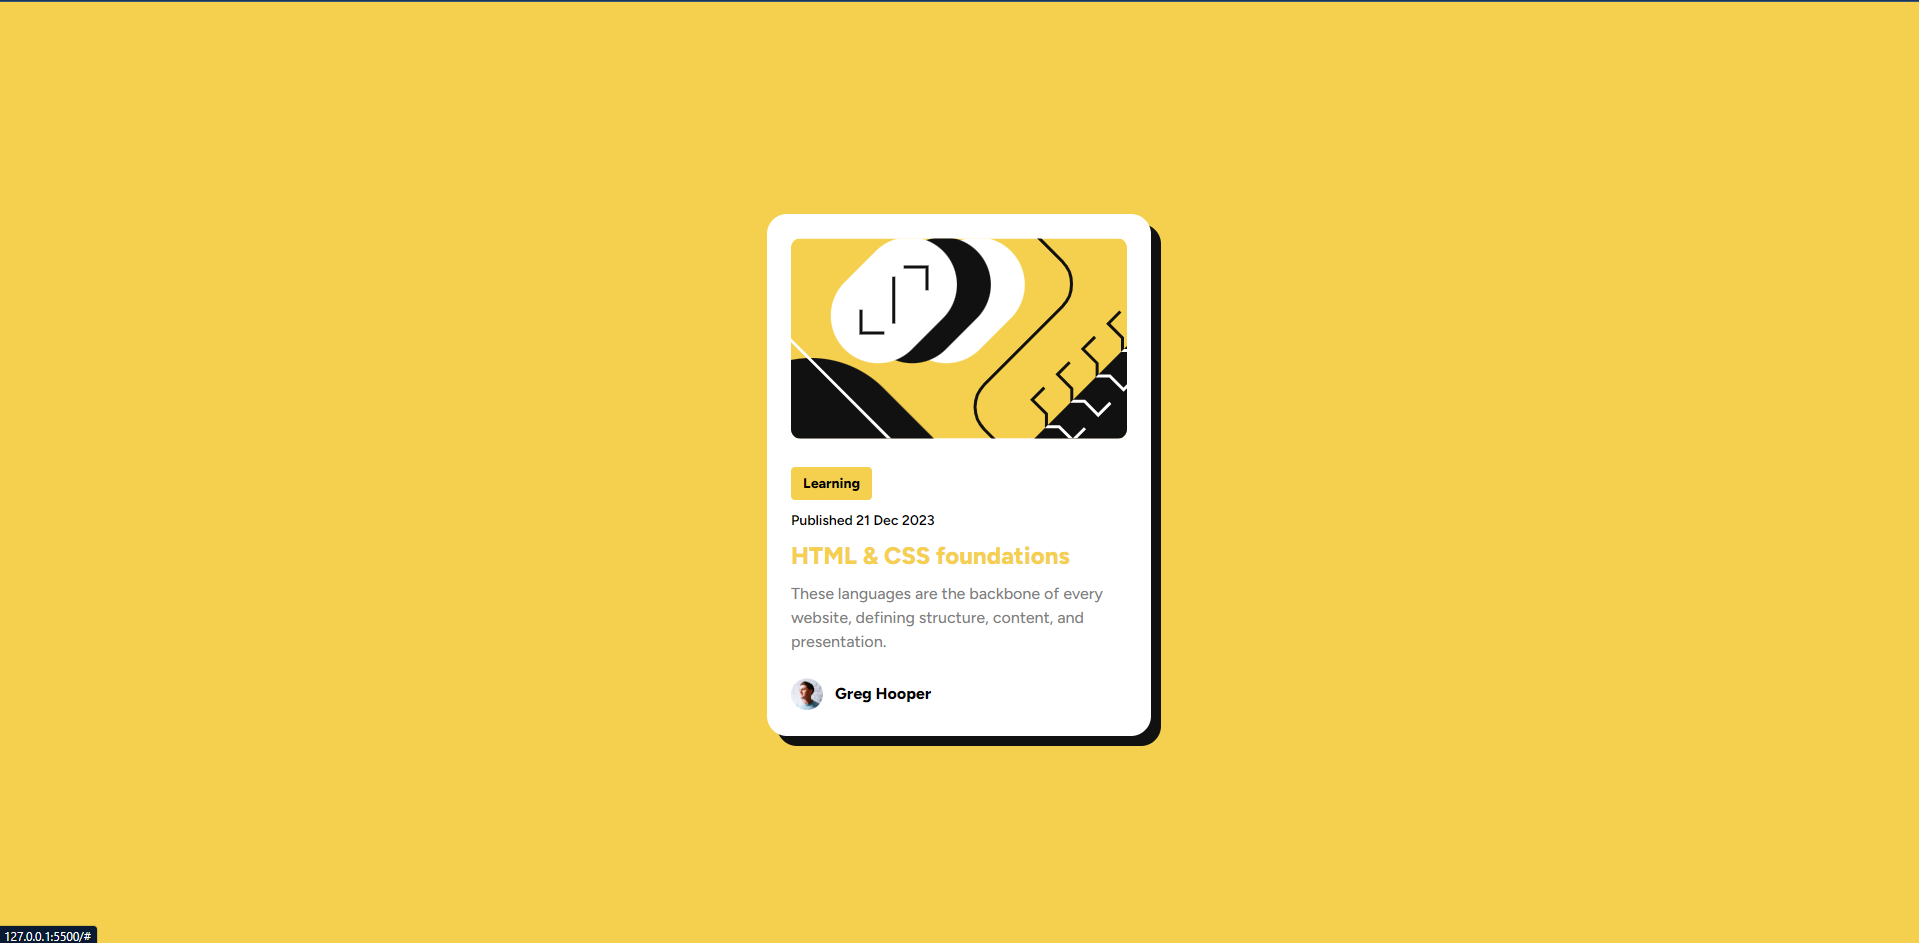 Learning
Published 21 Dec 2023
HTML & CSS foundations
These languages are the backbone of every
website, defining structure, content, and
presentation.
Greg Hooper
127.0.0.1:5500/#